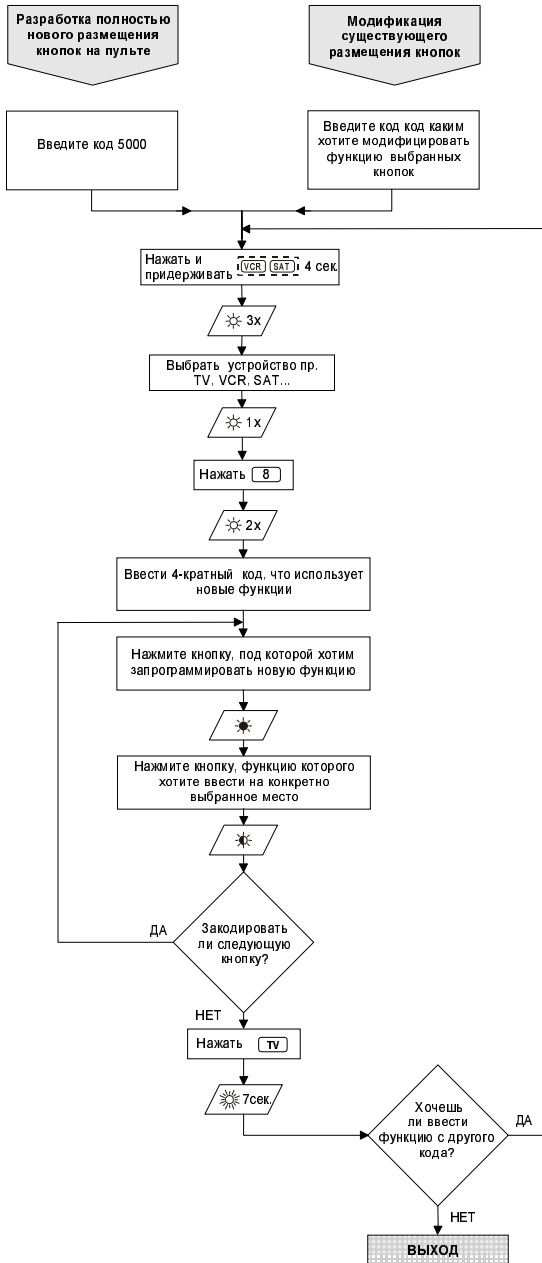 Разработка полностью
нового размещения
кнопок на пульте
Модификация
существующего
размещения кнопок
Введите код 5000
Введите код код каким
хотите модифицировать
функцию выбранных
кнопок
Нажать и
придерживать VCR SAT 4 сек.
3x
Выбрать устройство пр.
TV, VCR, SAT...
1x
Нажать 8
2x
Ввести 4-кратный код, что использует
новые функции
Нажмите кнопку, под которой хотим
запрограммировать новую функцию
Нажмите кнопку, функцию которого
хотите ввести на конкретно
выбранное место
ДА
Закодировать
ли следующую
кнопку?
НЕТ
Нажать TV
7сек.
Хочешь
ли ввести
функцию с другого
кода?
ДА
НЕТ
ВЫХОД